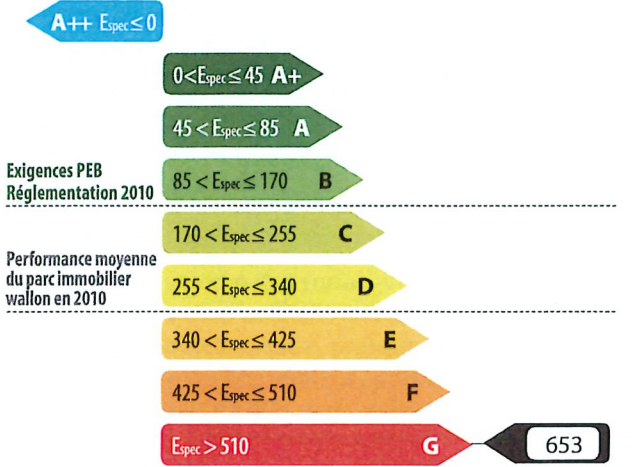 A++ Espec ≤ 0
0 < Espec ≤ 45 A+
45 < Espec ≤ 85 A
Exigences PEB
Réglementation 2010
85 < Espec ≤ 170 B
170 < Espec ≤ 255 C
Performance moyenne
du parc immobilier
wallon en 2010
255 < Espec ≤ 340 D
340 < Espec ≤ 425 E
425 < Espec ≤ 510 F
Espec > 510 G 653